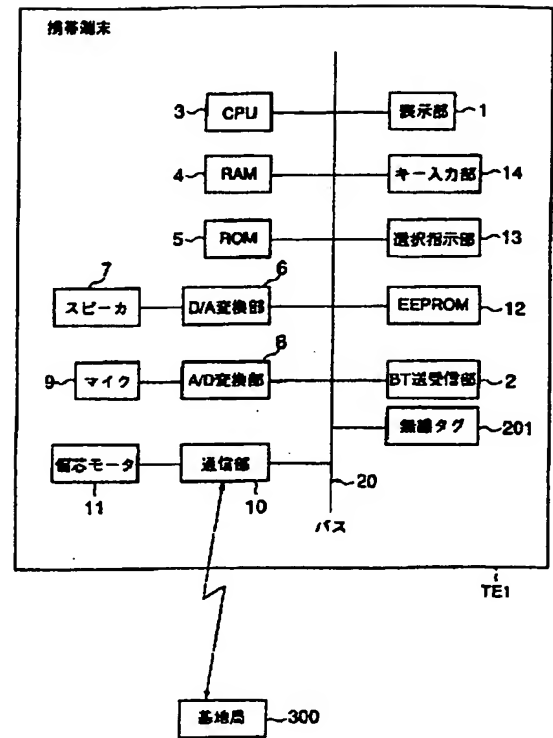 携帯端末
3 CPU 表示部 1
4 RAM キー入力部 14
5 ROM 選択指示部 13
7 6
スピーカ D/A変換部 EEPROM 12
8
9 マイク A/D変換部 BT送受信部 2
無線タグ 201
偏芯モータ 通信部 20
11 10 バス
TE1
基地局 300